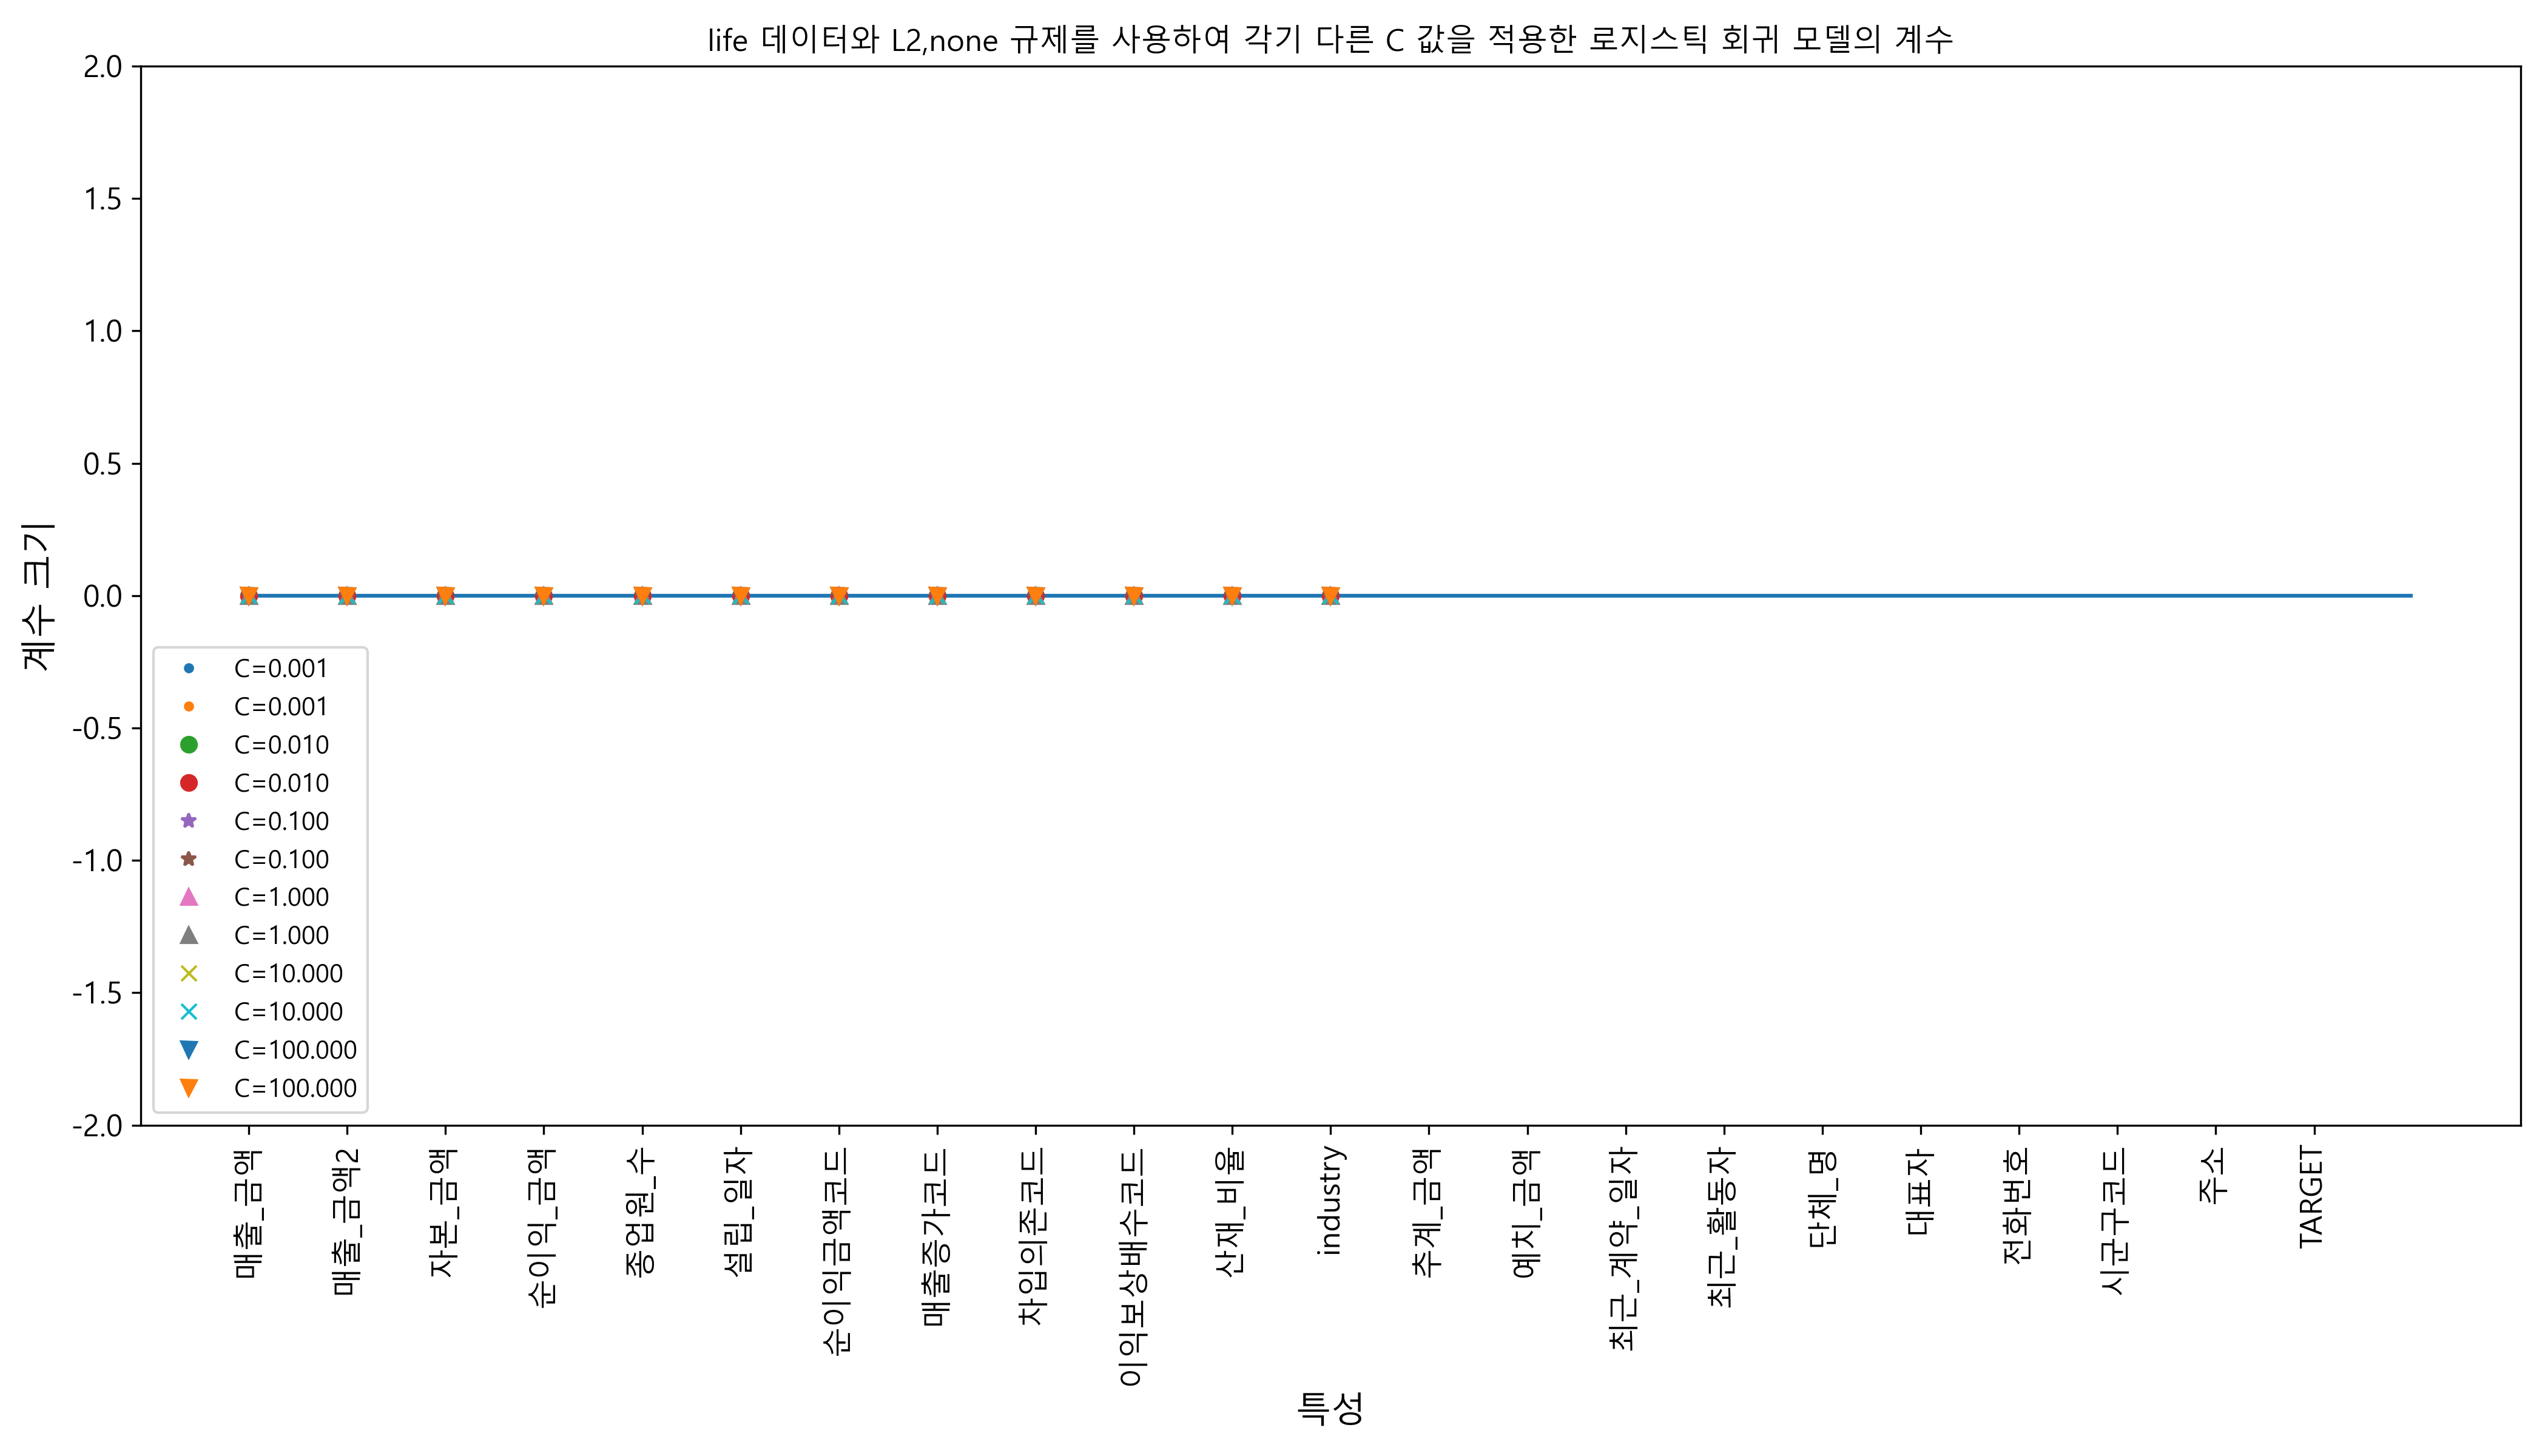 life 데이터와 L2,none 규제를 사용하여 각기 다른 C 값을 적용한 로지스틱 회귀 모델의 계수
계수 크기
2.0
1.5
1.0
0.5
0.0
-0.5
-1.0
-1.5
-2.0
C=0.001
C=0.001
C=0.010
C=0.010
C=0.100
C=0.100
C=1.000
C=1.000
C=10.000
C=10.000
C=100.000
C=100.000
매출_금액
매출_금액2
자본_금액
순이익_금액
종업원_수
설립_일자
순이익금액코드
매출증가코드
차입의존코드
이익보상배수코드
산재_비율
industry
추계_금액
예치_금액
최근_계약_일자
최근_활동자
단체_명
대표자
전화번호
시군구코드
주소
TARGET
특성